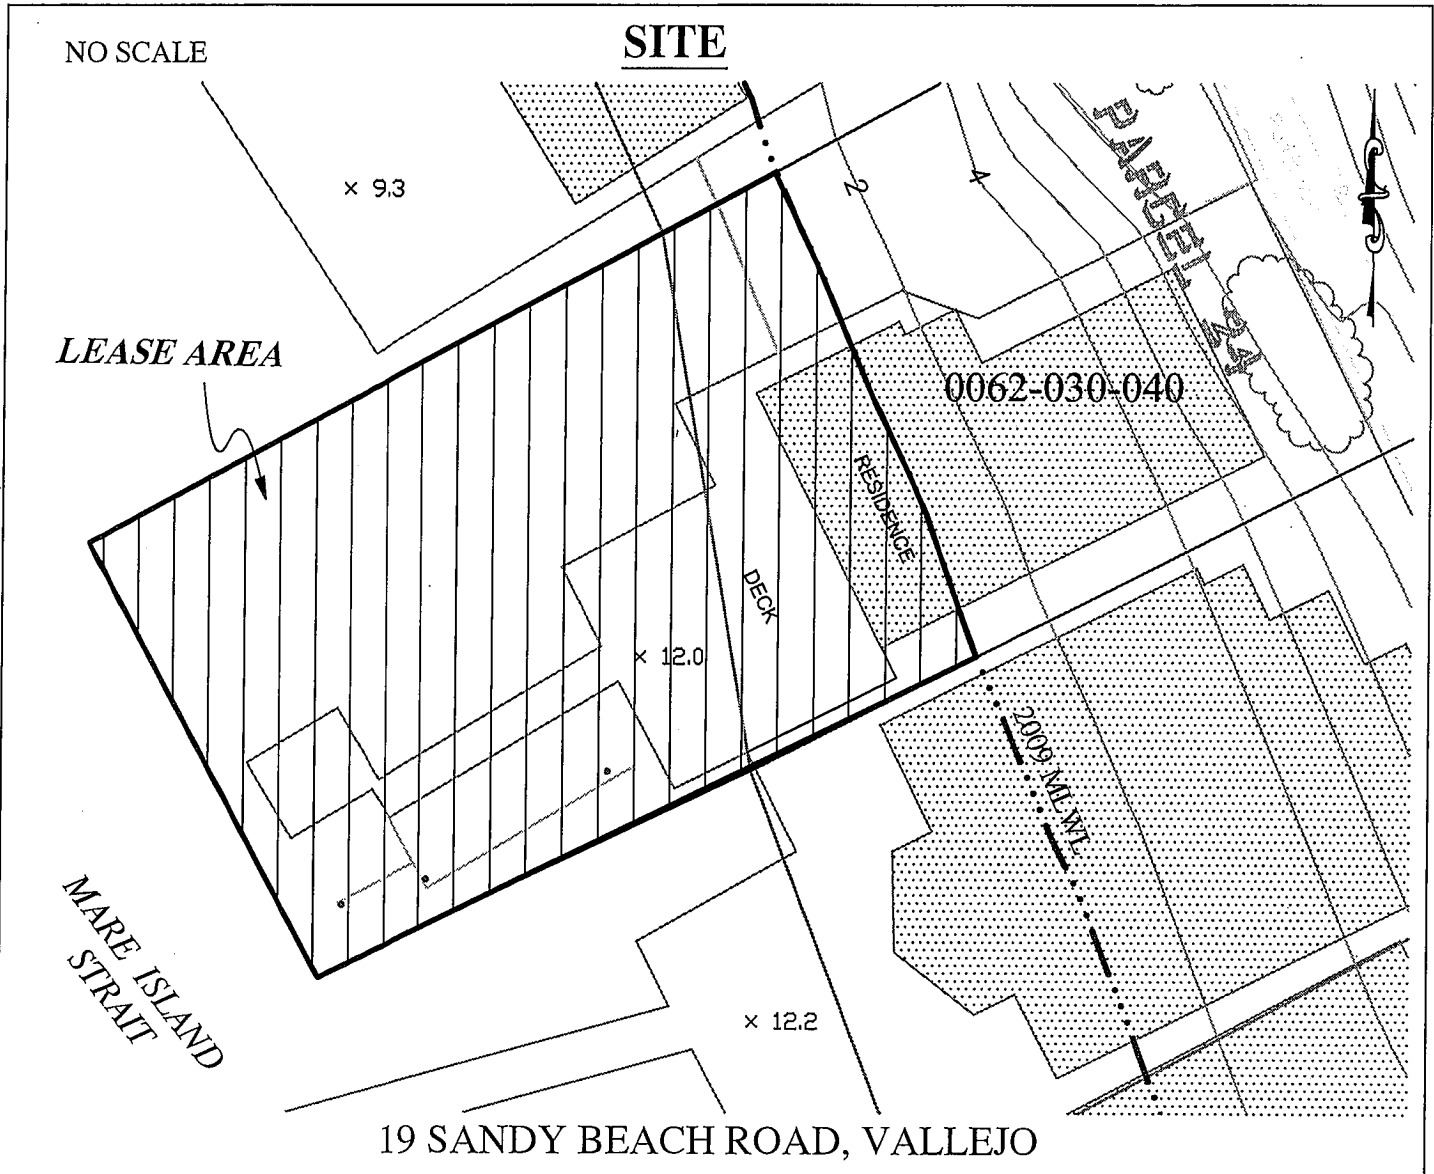 NO SCALE
SITE
× 9.3
2
4
PARCEL 24
LEASE AREA
0062-030-040
RESIDENCE
DECK
× 12.0
2009 MLWL
MARE ISLAND
STRAIT
× 12.2
19 SANDY BEACH ROAD, VALLEJO